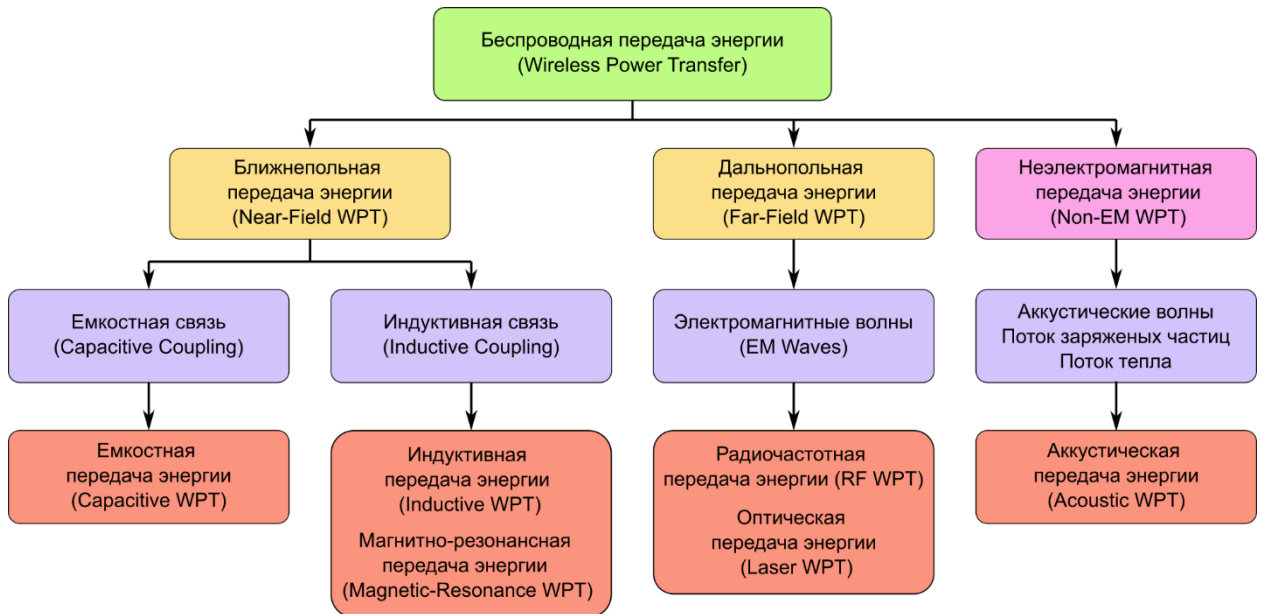 Беспроводная передача энергии
(Wireless Power Transfer)
Ближнепольная
передача энергии
(Near-Field WPT)
Дальнопольная
передача энергии
(Far-Field WPT)
Неэлектромагнитная
передача энергии
(Non-EM WPT)
Емкостная связь
(Capacitive Coupling)
Индуктивная связь
(Inductive Coupling)
Электромагнитные волны
(EM Waves)
Аккустические волны
Поток заряженых частиц
Поток тепла
Емкостная
передача энергии
(Capacitive WPT)
Индуктивная
передача энергии
(Inductive WPT)
Магнитно-резонансная
передача энергии
(Magnetic-Resonance WPT)
Радиочастотная
передача энергии (RF WPT)
Оптическая
передача энергии
(Laser WPT)
Аккустическая
передача энергии
(Acoustic WPT)